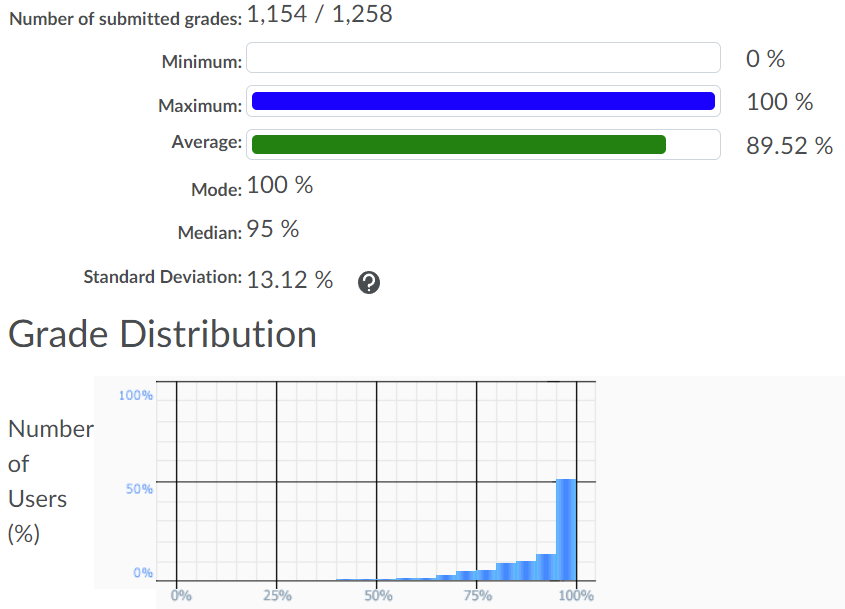 Number of submitted grades: 1,154 / 1,258
Minimum: 0 %
Maximum: 100 %
Average: 89.52 %
Mode: 100 %
Median: 95 %
Standard Deviation: 13.12 % ?
Grade Distribution
Number
of
Users
(%)
100%
50%
0%
0% 25% 50% 75% 100%